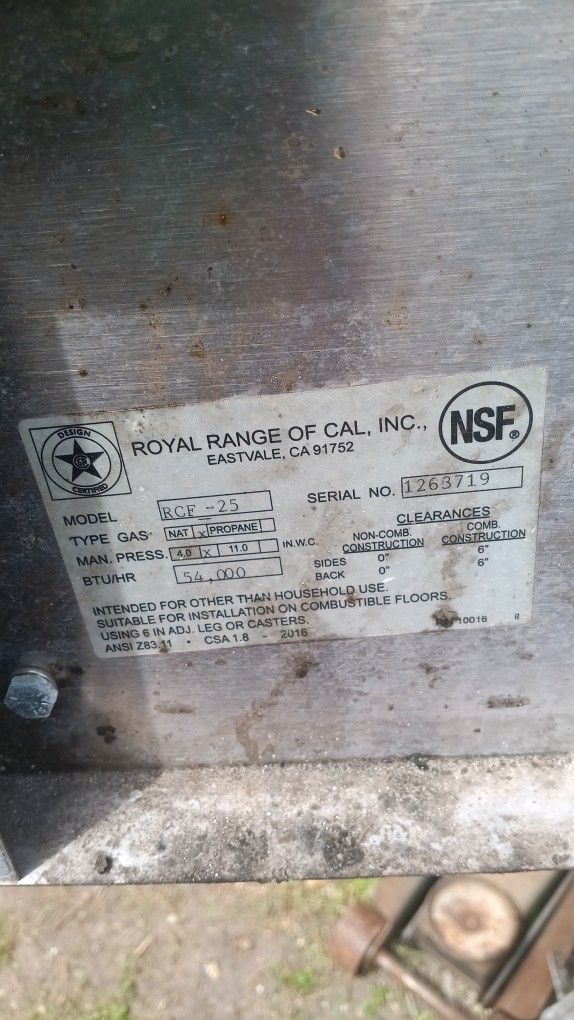 DESIGN
CERTIFIED
ROYAL RANGE OF CAL, INC.,
EASTVALE, CA 91752
NSF®
MODEL RCF -25 SERIAL NO. 1263719
TYPE GAS NAT x PROPANE
MAN. PRESS. 4.0 X 11.0 IN.W.C.
BTU/HR 54,000
CLEARANCES
NON-COMB. CONSTRUCTION COMB. CONSTRUCTION
SIDES 0" 6"
BACK 0" 6"
INTENDED FOR OTHER THAN HOUSEHOLD USE.
SUITABLE FOR INSTALLATION ON COMBUSTIBLE FLOORS.
USING 6 IN ADJ. LEG OR CASTERS.
ANSI Z83.11 • CSA 1.8 - 2016 10016